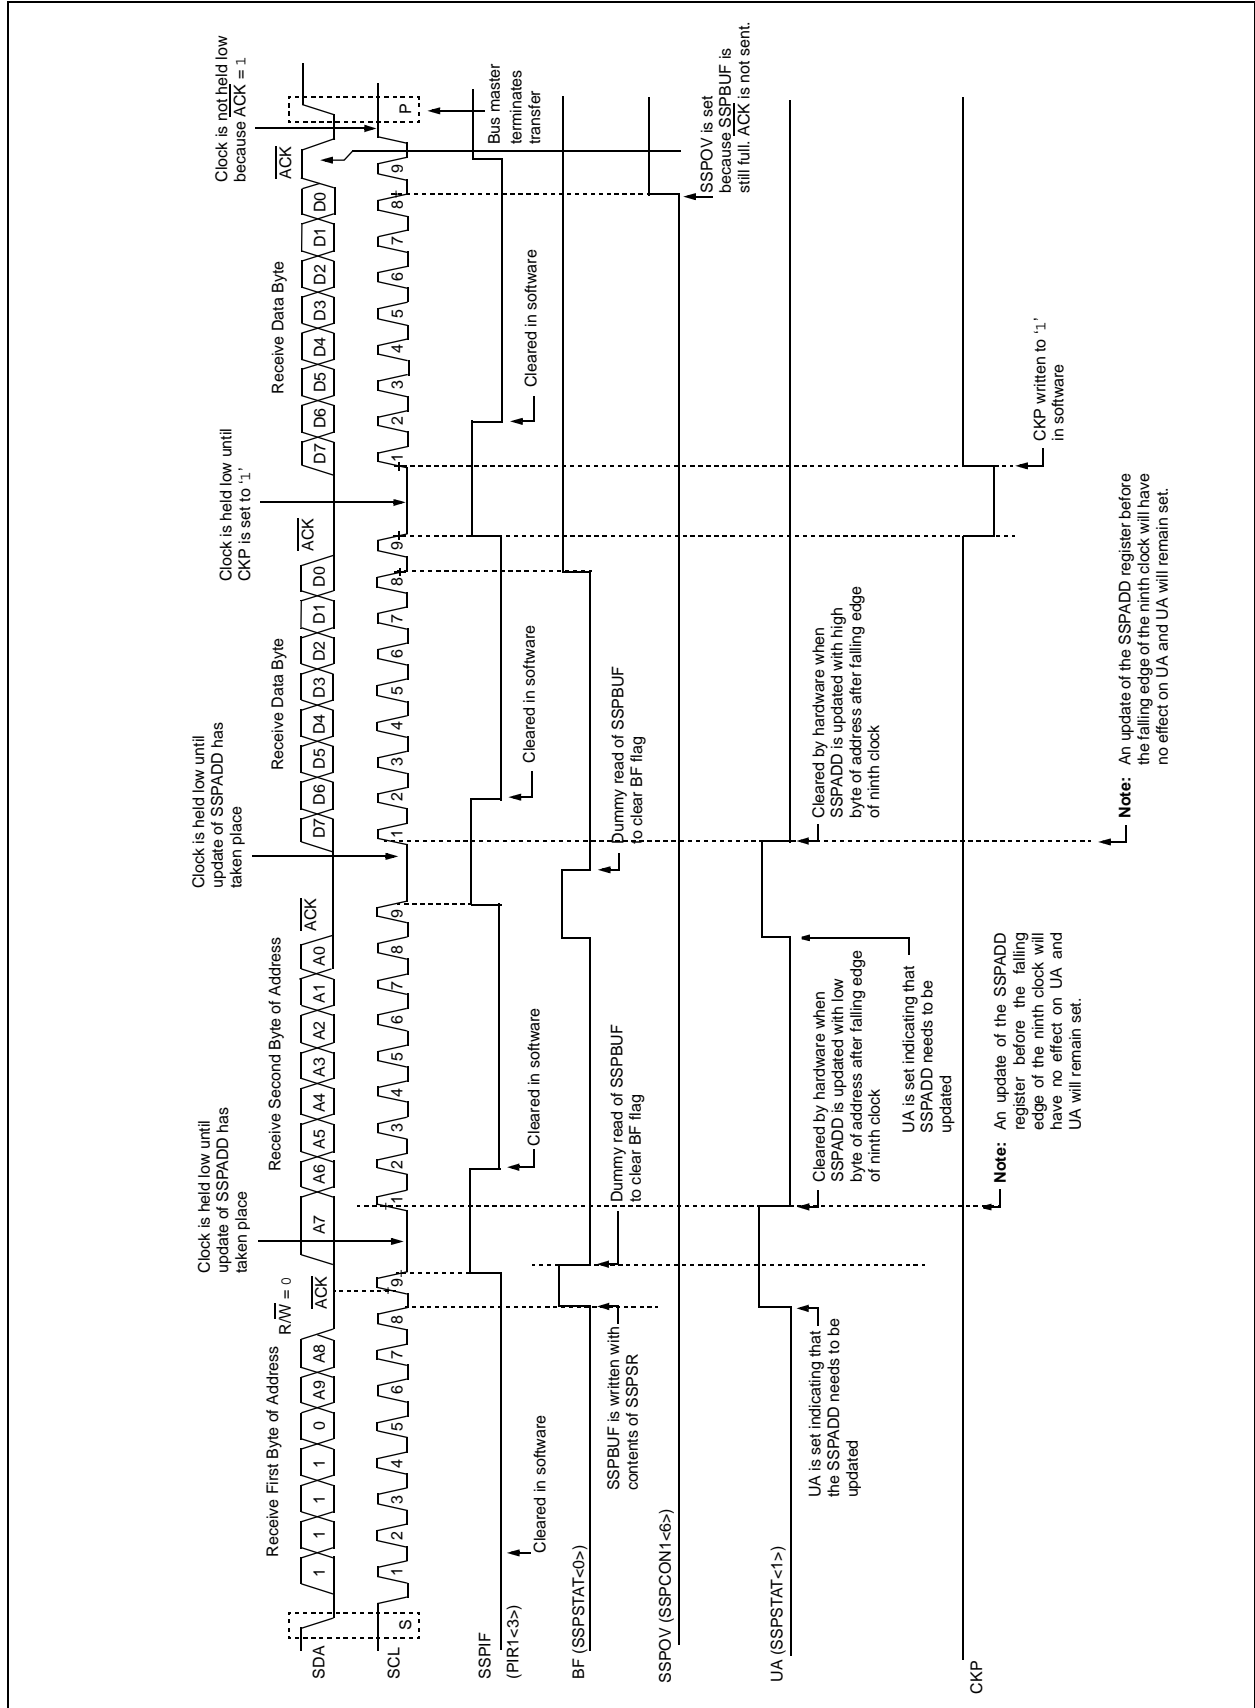 Receive First Byte of Address
R/W = 0
Clock is held low until
update of SSPADD has
taken place
Receive Second Byte of Address
Clock is held low until
update of SSPADD has
taken place
Receive Data Byte
Clock is held low until
CKP is set to ‘1’
Receive Data Byte
Clock is not held low
because ACK = 1
SDA
1 1 1 1 0 A9 A8 ACK A7 A6 A5 A4 A3 A2 A1 A0 ACK D7 D6 D5 D4 D3 D2 D1 D0 ACK D7 D6 D5 D4 D3 D2 D1 D0 ACK
SCL
S 1 2 3 4 5 6 7 8 9 1 2 3 4 5 6 7 8 9 1 2 3 4 5 6 7 8 9 1 2 3 4 5 6 7 8 9 P
Bus master
terminates
transfer
SSPIF
(PIR1<3>)
Cleared in software
Cleared in software
Cleared in software
Cleared in software
BF (SSPSTAT<0>)
SSPBUF is written with
contents of SSPSR
Dummy read of SSPBUF
to clear BF flag
Dummy read of SSPBUF
to clear BF flag
SSPOV (SSPCON1<6>)
SSPOV is set
because SSPBUF is
still full. ACK is not sent.
UA (SSPSTAT<1>)
UA is set indicating that
the SSPADD needs to be
updated
Cleared by hardware when
SSPADD is updated with low
byte of address after falling edge
of ninth clock
UA is set indicating that
SSPADD needs to be
updated
Cleared by hardware when
SSPADD is updated with high
byte of address after falling edge
of ninth clock
CKP
CKP written to ‘1’
in software
Note: An update of the SSPADD
register before the falling
edge of the ninth clock will
have no effect on UA and
UA will remain set.
Note: An update of the SSPADD register before
the falling edge of the ninth clock will have
no effect on UA and UA will remain set.